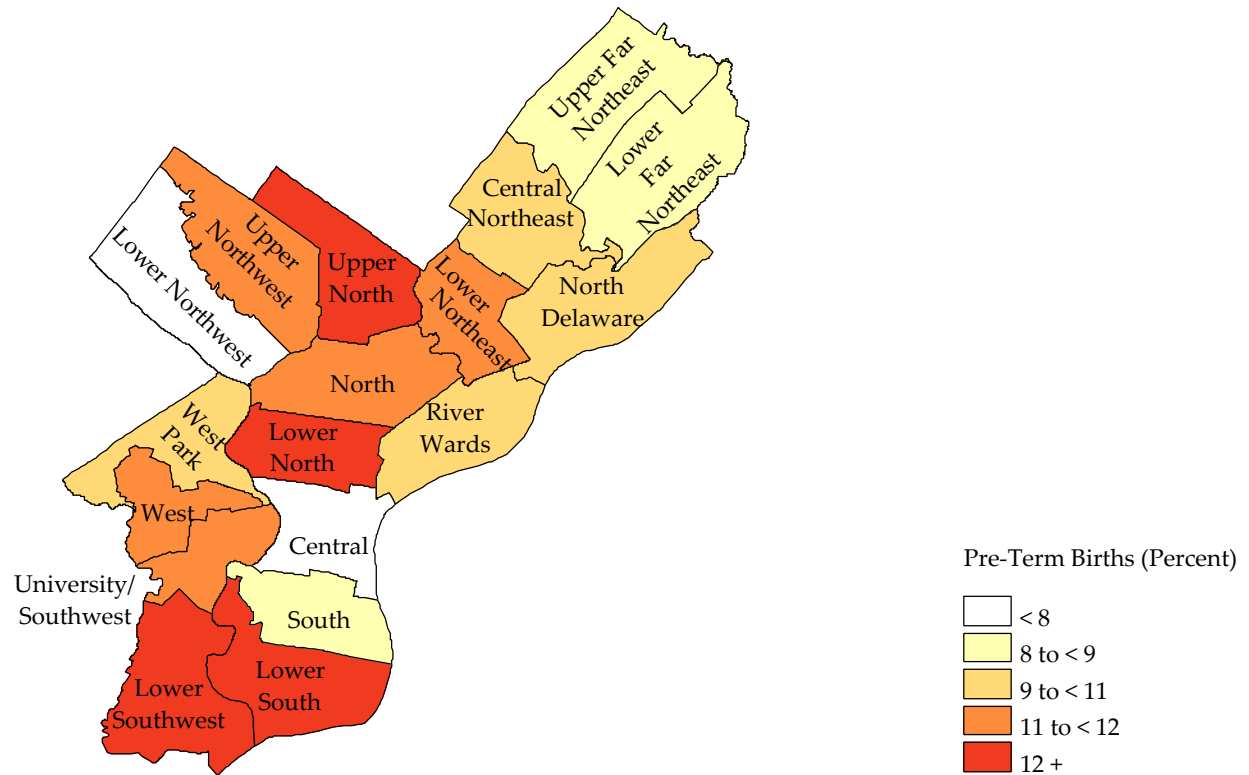 Upper Far
Northeast
Lower
Far
Northeast
Central
Northeast
Upper
Northwest
Lower Northwest
Upper
North
Lower
Northeast
North
Delaware
North
River
Wards
West
Park
Lower
North
West
Central
University/
Southwest
South
Lower
South
Lower
Southwest
Pre-Term Births (Percent)
< 8
8 to < 9
9 to < 11
11 to < 12
12 +